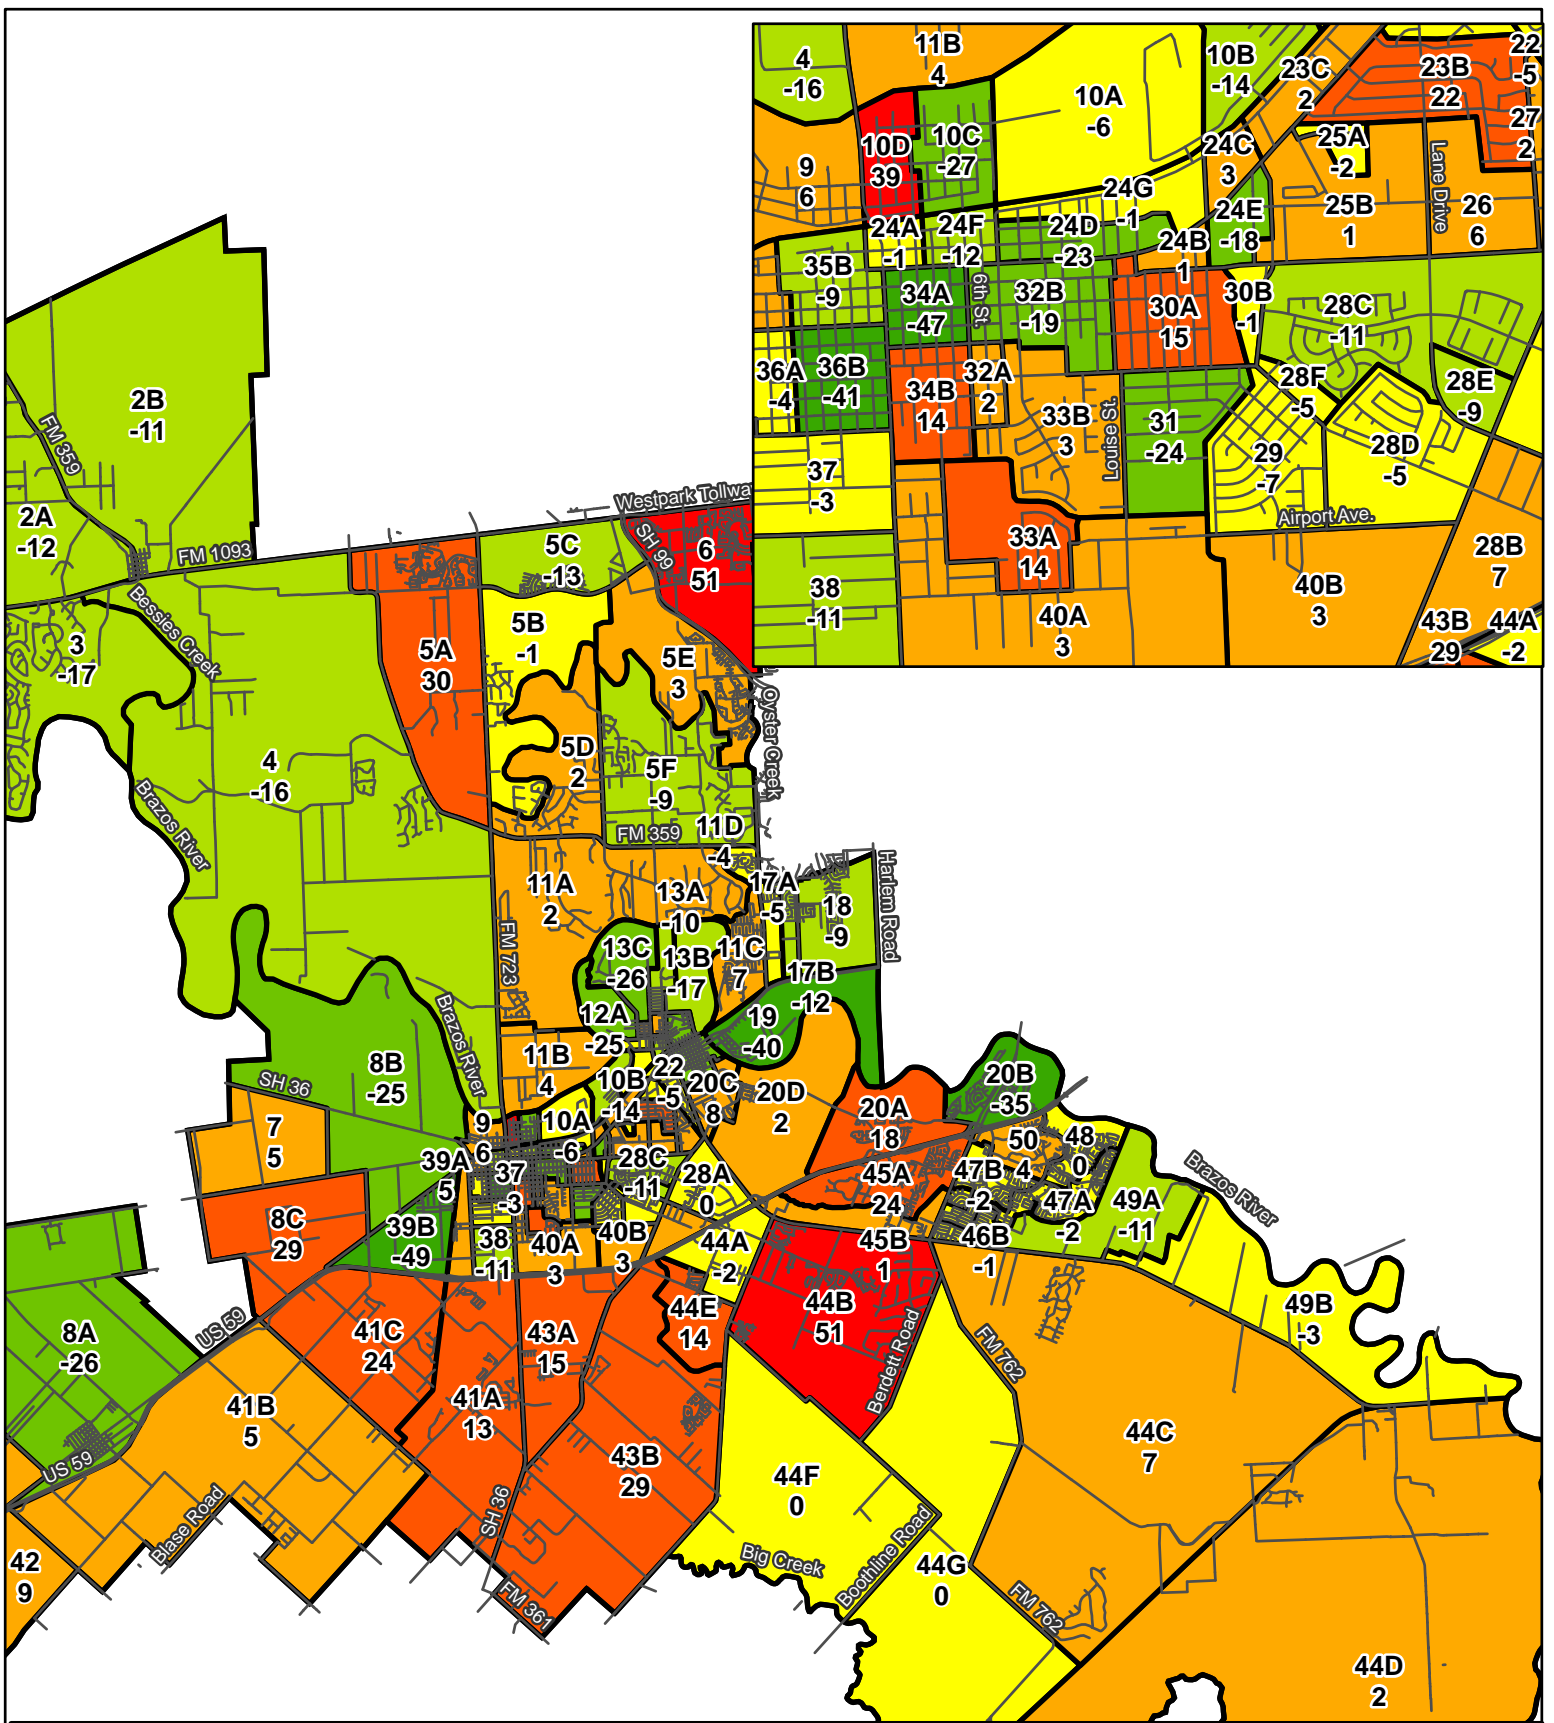 11B
4
4
-16
10A
-6
10B
-14
23C
2
23B
22
22
-5
27
2
10D
39
10C
-27
9
6
24C
3
25A
-2
Lane Drive
24G
-1
24E
-18
25B
1
26
6
24A
-1
24F
-12
24D
-23
24B
1
35B
-9
34A
-47
6th St.
32B
-19
30A
15
30B
-1
28C
-11
36A
-4
36B
-41
34B
14
32A
2
33B
3
Louise St.
31
-24
28F
-5
28E
-9
29
-7
28D
-5
37
-3
Airport Ave.
33A
14
28B
7
38
-11
40A
3
40B
3
43B
29
44A
-2
2B
-11
FM 359
2A
-12
FM 1093
Westpark Tollwa
SH 99
5C
-13
6
51
Bessies Creek
3
-17
5B
-1
5A
30
5E
3
Oyster Creek
4
-16
5D
2
5F
-9
Brazos River
FM 359
11D
-4
11A
2
13A
-10
17A
-5
18
-9
Harlem Road
FM 723
13C
-26
13B
-17
11C
7
17B
-12
Brazos River
12A
-25
19
-40
8B
-25
11B
4
10B
-14
22
-5
20C
8
20D
2
20B
-35
SH 36
7
5
9
6
10A
-6
20A
18
50
4
48
0
39A
5
37
-3
28C
-11
28A
0
45A
24
47B
-2
47A
-2
49A
-11
Brazos River
8C
29
39B
-49
38
-11
40A
3
40B
3
44A
-2
45B
1
46B
-1
US 59
8A
-26
41C
24
43A
15
44E
14
44B
51
Berdett Road
FM 762
49B
-3
41B
5
41A
13
43B
29
44C
7
US 59
44F
0
Blase Road
SH 36
42
9
Big Creek
Boothline Road
44G
0
FM 361
FM 762
44D
2